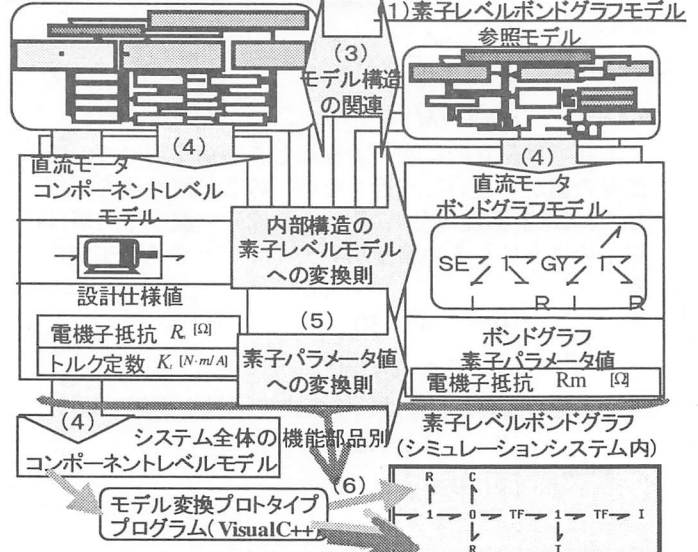 (1)素子レベルボンドグラフモデル
参照モデル
(3)
モデル構造
の関連
(4)
(4)
直流モータ
コンポーネントレベル
モデル
直流モータ
ボンドグラフモデル
内部構造の
素子レベルモデル
への変換則
SE 1 GY 1
I R I R
設計仕様値
電機子抵抗 R [Ω]
トルク定数 Kt [N·m/A]
(5)
素子パラメータ値
への変換則
ボンドグラフ
素子パラメータ値
電機子抵抗 Rm [Ω]
(4)
システム全体の機能部品別
コンポーネントレベルモデル
素子レベルボンドグラフ
(シミュレーションシステム内)
(6)
モデル変換プロトタイプ
プログラム(VisualC++)
R C
1 0 TF 1 TF I
R I